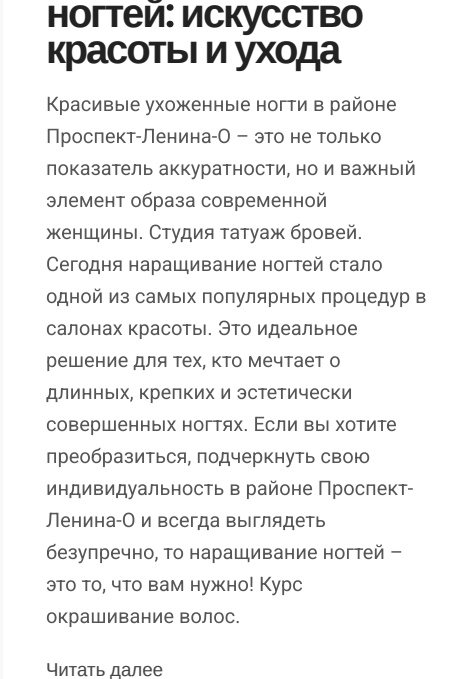 ногтей: искусство
красоты и ухода
Красивые ухоженные ногти в районе
Проспект-Ленина-О – это не только
показатель аккуратности, но и важный
элемент образа современной
женщины. Студия татуаж бровей.
Сегодня наращивание ногтей стало
одной из самых популярных процедур в
салонах красоты. Это идеальное
решение для тех, кто мечтает о
длинных, крепких и эстетически
совершенных ногтях. Если вы хотите
преобразиться, подчеркнуть свою
индивидуальность в районе Проспект-
Ленина-О и всегда выглядеть
безупречно, то наращивание ногтей –
это то, что вам нужно! Курс
окрашивание волос.
Читать далее